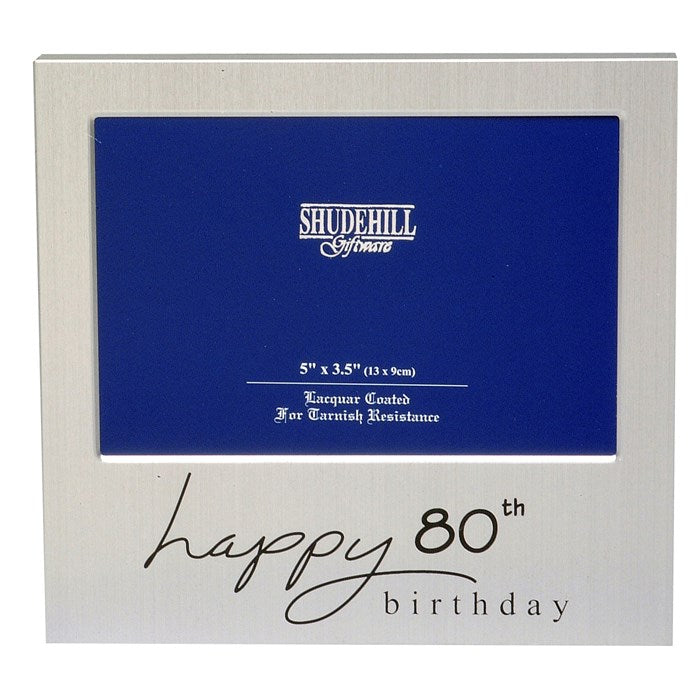 SHUDEHILL
Giftware
5" x 3.5" (13 x 9cm)
Lacquar Coated
For Tarnish Resistance
happy 80th
birthday